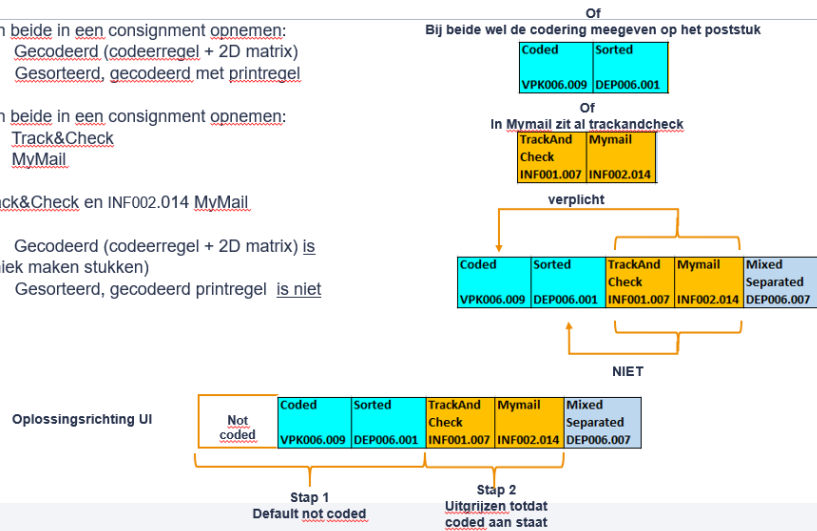 beide in een consignment opnemen:
Gecodeerd (codeerregel + 2D matrix)
Gesorteerd, gecodeerd met printregel
beide in een consignment opnemen:
Track&Check
MyMail
ck&Check en INF002.014 MyMail
Gecodeerd (codeerregel + 2D matrix) is
iek maken stukken)
Gesorteerd, gecodeerd printregel is niet
Of
Bij beide wel de codering meegeven op het poststuk
Coded Sorted
VPK006.009 DEP006.001
Of
In Mymail zit al trackandcheck
TrackAnd Mymail
Check
INF001.007 INF002.014
verplicht
Coded Sorted TrackAnd Mymail Mixed
Check Separated
VPK006.009 DEP006.001 INF001.007 INF002.014 DEP006.007
NIET
Oplossingsrichting UI
Not
coded
Coded Sorted TrackAnd Mymail Mixed
Check Separated
VPK006.009 DEP006.001 INF001.007 INF002.014 DEP006.007
Stap 1
Default not coded
Stap 2
Uitgrijzen totdat
coded aan staat